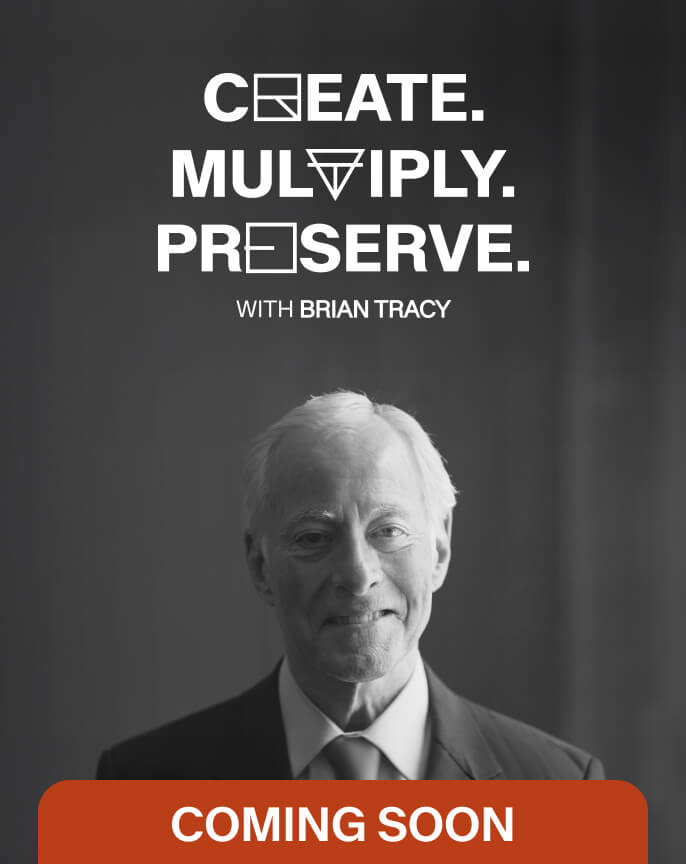 CREATE.
MULTIPLY.
PRESERVE.
WITH BRIAN TRACY
COMING SOON